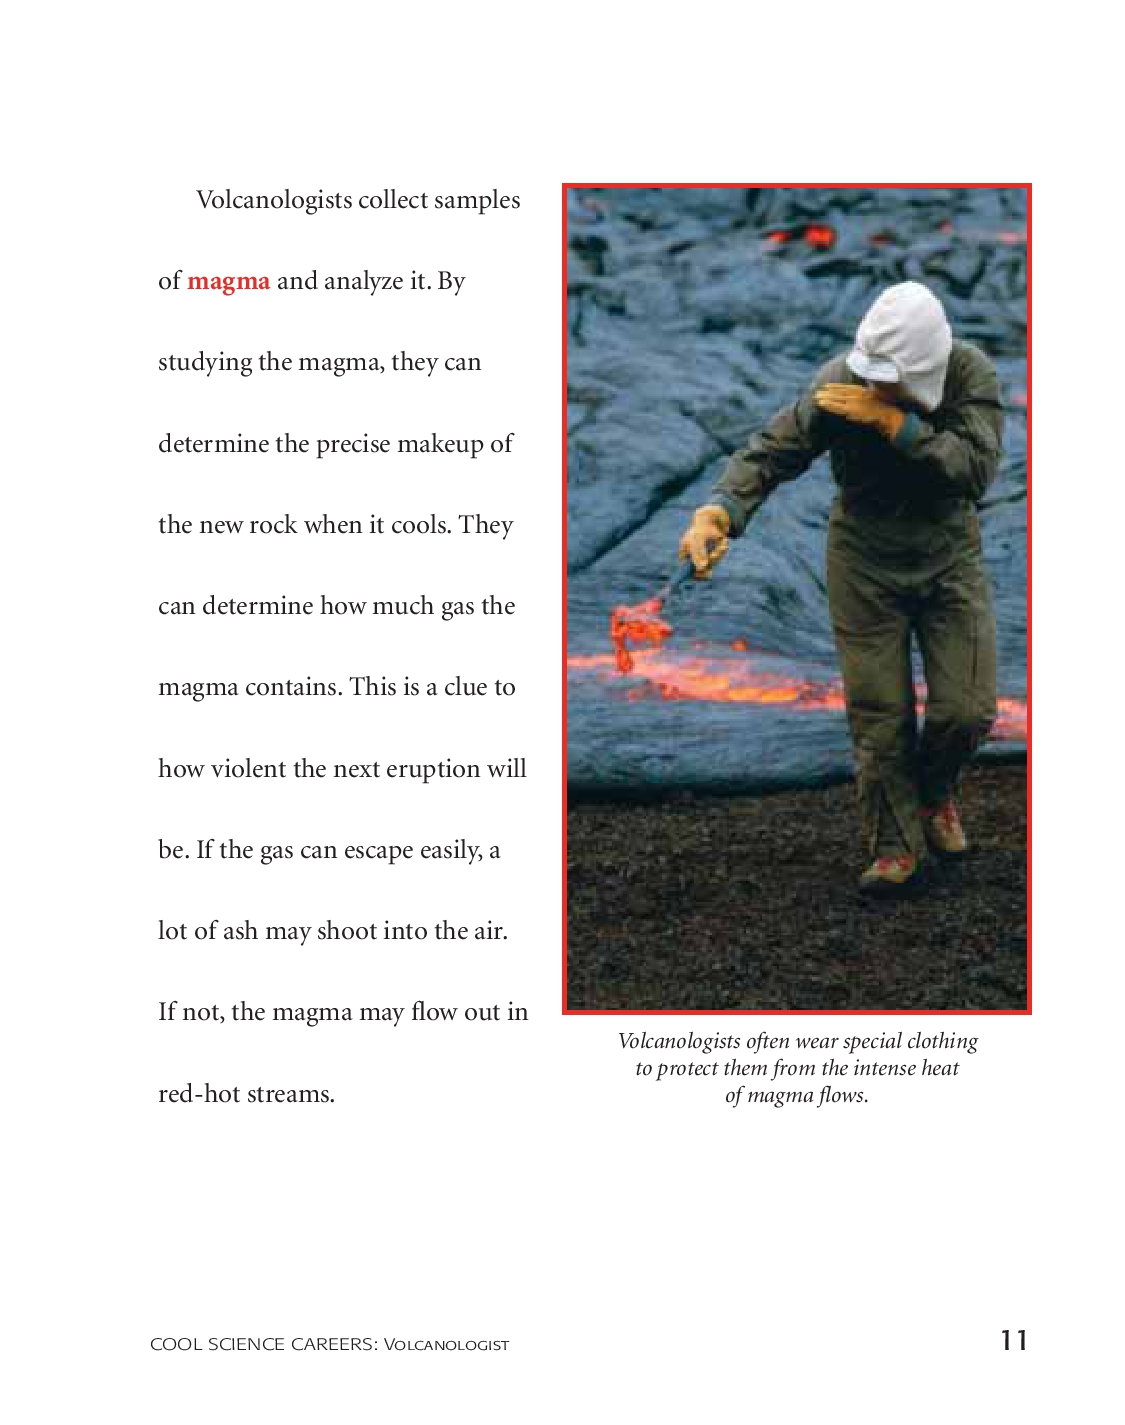 Volcanologists collect samples
of magma and analyze it. By
studying the magma, they can
determine the precise makeup of
the new rock when it cools. They
can determine how much gas the
magma contains. This is a clue to
how violent the next eruption will
be. If the gas can escape easily, a
lot of ash may shoot into the air.
If not, the magma may flow out in
red-hot streams.
Volcanologists often wear special clothing
to protect them from the intense heat
of magma flows.
COOL SCIENCE CAREERS: VOLCANOLOGIST
11